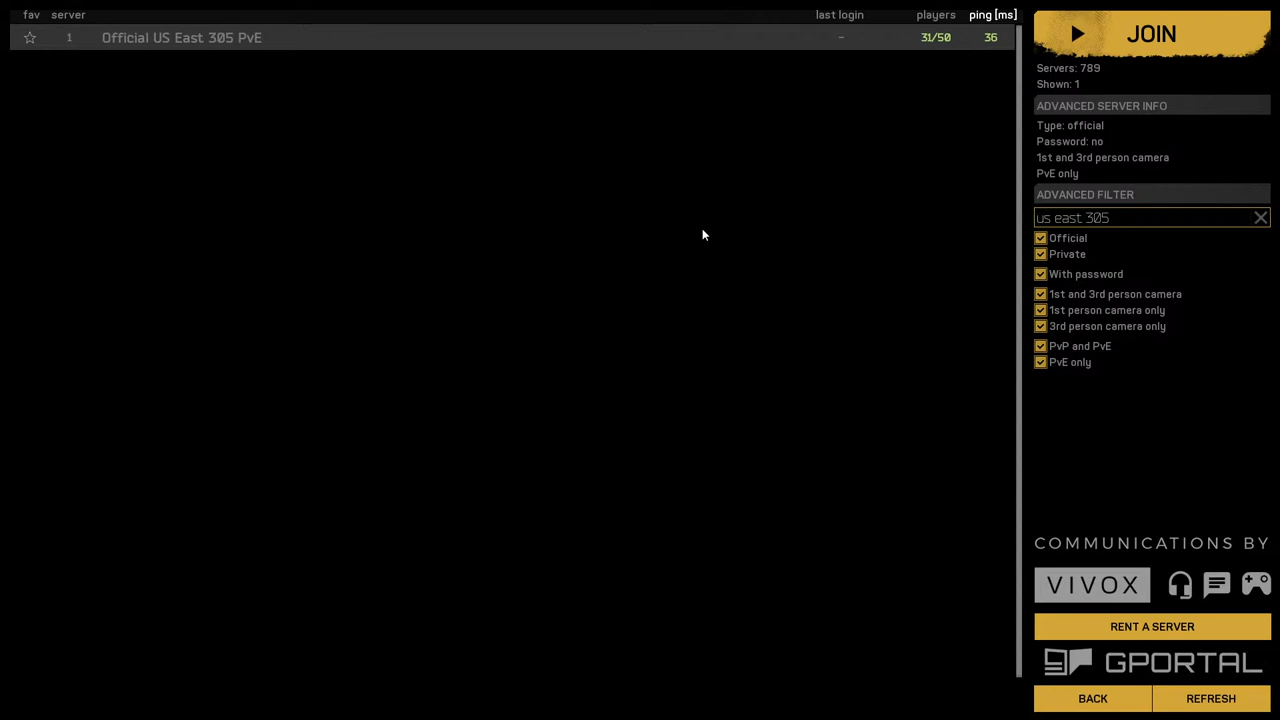 fav server last login players ping [ms]
1 Official US East 305 PvE – 31/50 36
JOIN
Servers: 789
Shown: 1
ADVANCED SERVER INFO
Type: official
Password: no
1st and 3rd person camera
PvE only
ADVANCED FILTER
us east 305
Official
Private
With password
1st and 3rd person camera
1st person camera only
3rd person camera only
PvP and PvE
PvE only
COMMUNICATIONS BY
VIVOX
RENT A SERVER
GPORTAL
BACK REFRESH